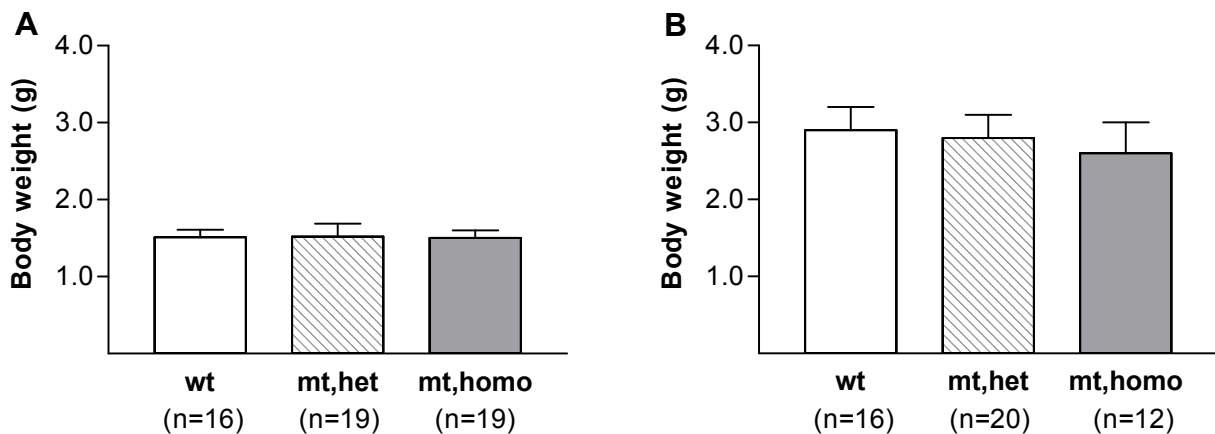 A
Body weight (g)
4.0
3.0
2.0
1.0
wt mt,het mt,homo
(n=16) (n=19) (n=19)
B
Body weight (g)
4.0
3.0
2.0
1.0
wt mt,het mt,homo
(n=16) (n=20) (n=12)